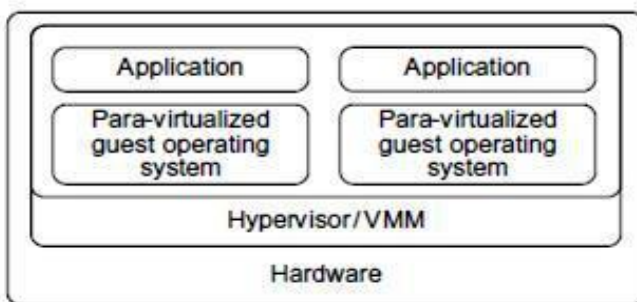 Application
Application
Para-virtualized
guest operating
system
Para-virtualized
guest operating
system
Hypervisor/VMM
Hardware